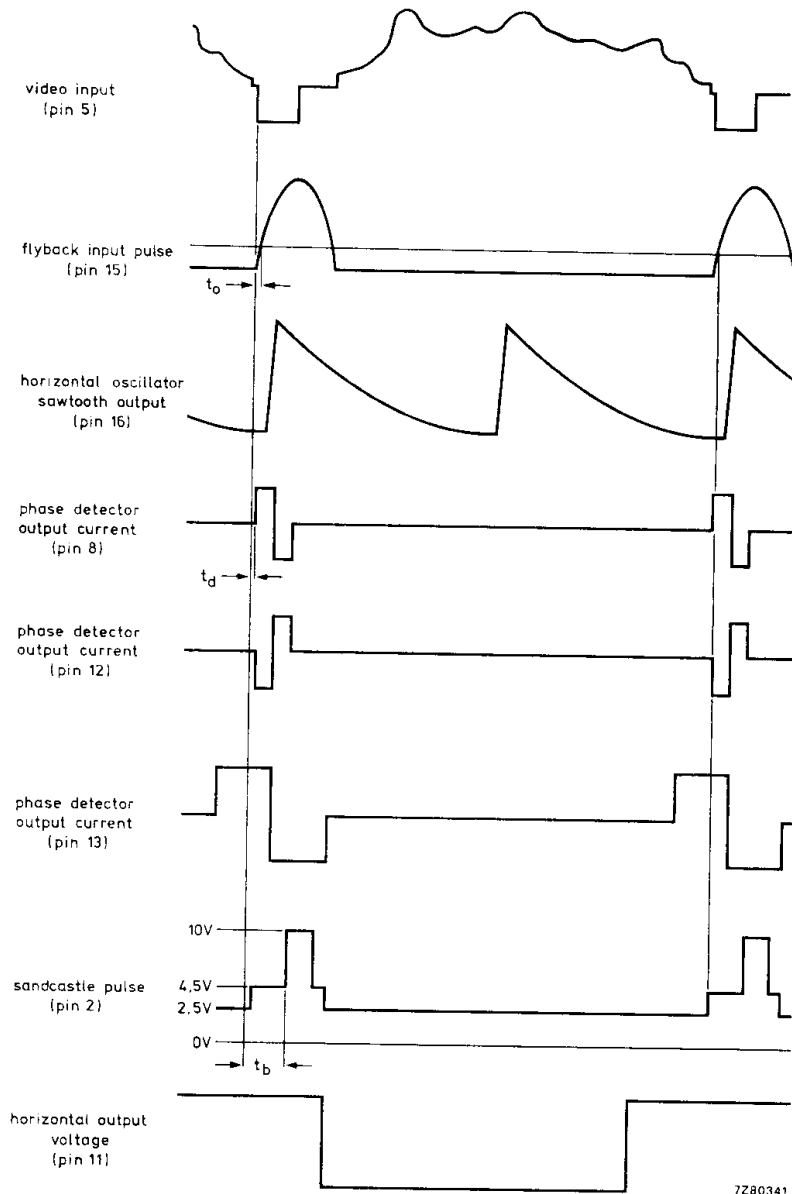 video input
(pin 5)
flyback input pulse
(pin 15)
to
horizontal oscillator
sawtooth output
(pin 16)
phase detector
output current
(pin 8)
td
phase detector
output current
(pin 12)
phase detector
output current
(pin 13)
10V
sandcastle pulse
(pin 2)
4,5V
2,5V
0V
tb
horizontal output
voltage
(pin 11)
7Z80341